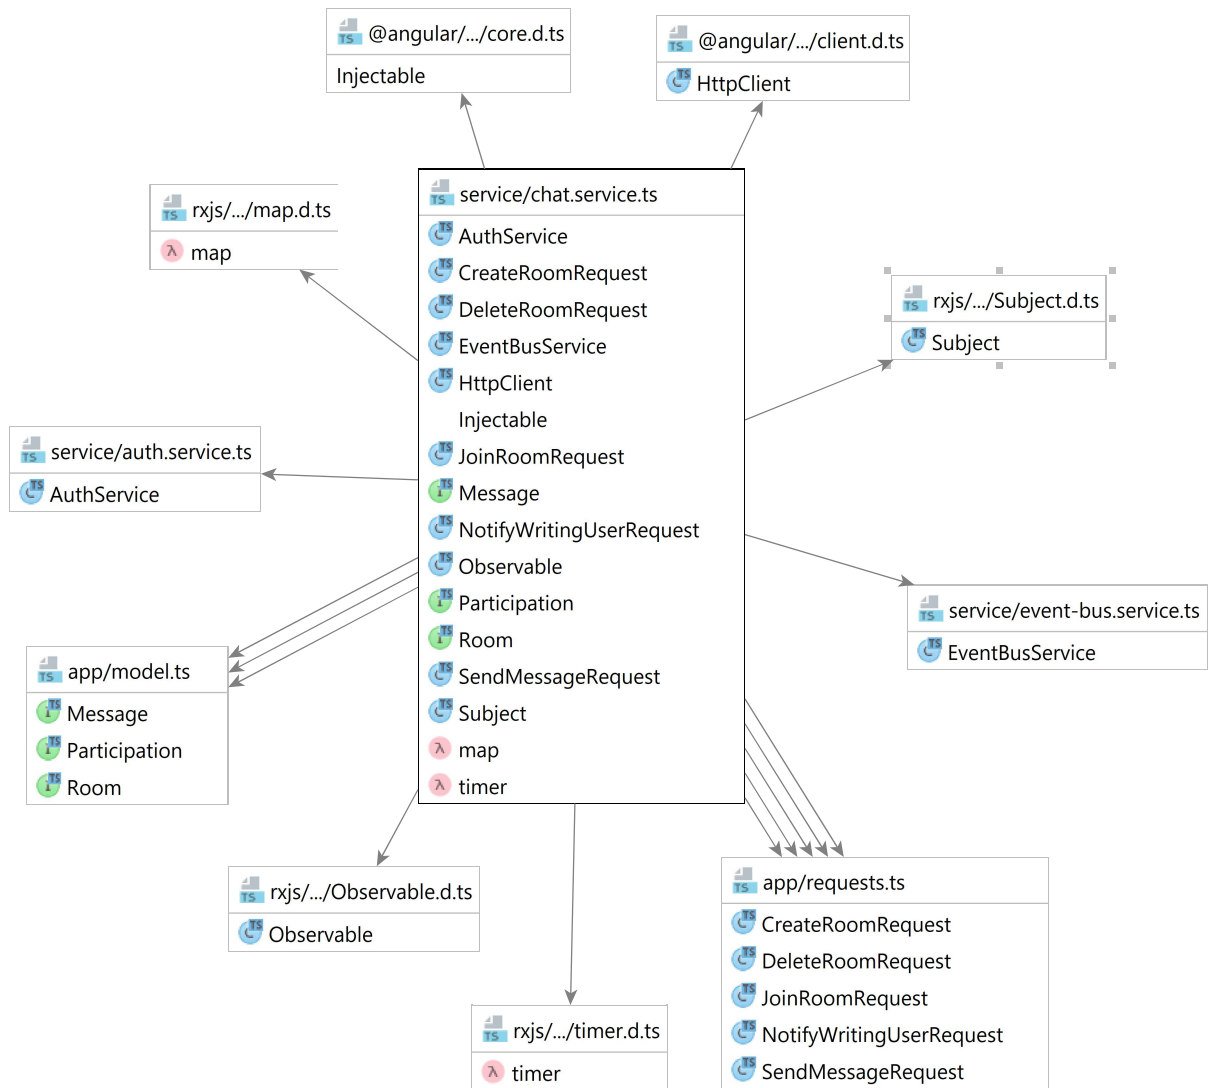 @angular/.../core.d.ts
Injectable
@angular/.../client.d.ts
HttpClient
rxjs/.../map.d.ts
map
service/chat.service.ts
AuthService
CreateRoomRequest
DeleteRoomRequest
EventBusService
HttpClient
Injectable
JoinRoomRequest
Message
NotifyWritingUserRequest
Observable
Participation
Room
SendMessageRequest
Subject
map
timer
rxjs/.../Subject.d.ts
Subject
service/auth.service.ts
AuthService
service/event-bus.service.ts
EventBusService
app/model.ts
Message
Participation
Room
rxjs/.../Observable.d.ts
Observable
rxjs/.../timer.d.ts
timer
app/requests.ts
CreateRoomRequest
DeleteRoomRequest
JoinRoomRequest
NotifyWritingUserRequest
SendMessageRequest